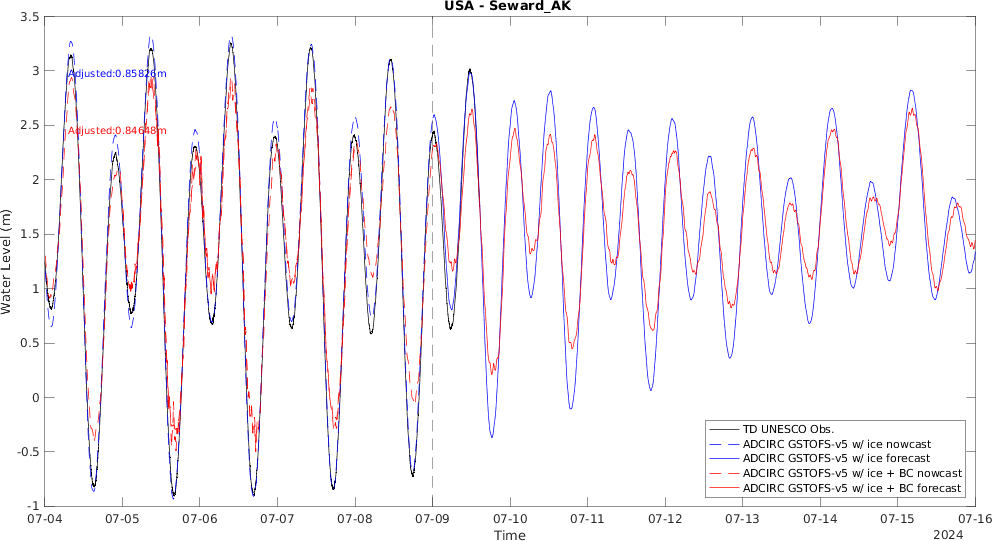 USA - Seward_AK
3.5
3
2.5
2
1.5
1
0.5
0
-0.5
-1
Water Level (m)
Adjusted:0.85826m
Adjusted:0.84648m
TD UNESCO Obs.
ADCIRC GSTOFS-v5 w/ ice nowcast
ADCIRC GSTOFS-v5 w/ ice forecast
ADCIRC GSTOFS-v5 w/ ice + BC nowcast
ADCIRC GSTOFS-v5 w/ ice + BC forecast
07-04 07-05 07-06 07-07 07-08 07-09 07-10 07-11 07-12 07-13 07-14 07-15 07-16
Time
2024